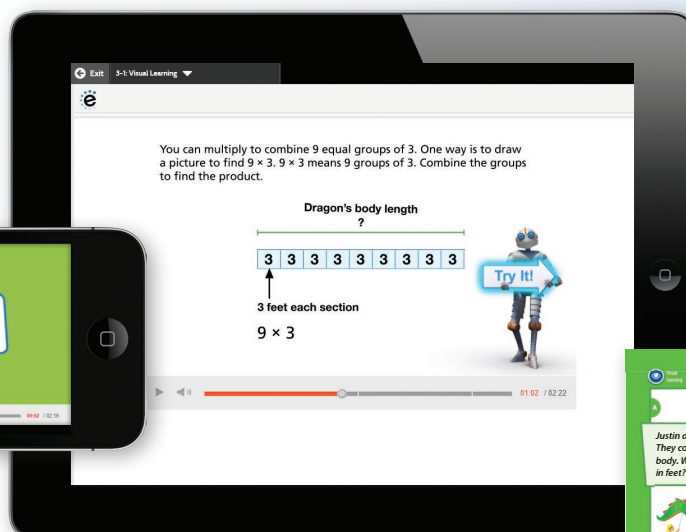 Exit 3-1: Visual Learning
ë
You can multiply to combine 9 equal groups of 3. One way is to draw
a picture to find 9 × 3. 9 × 3 means 9 groups of 3. Combine the groups
to find the product.
Dragon's body length
?
3 3 3 3 3 3 3 3
3 feet each section
9 × 3
Try It!
01:02 / 02:22
00:02 / 02:18
Visual
Learning
A
Justin a
They co
body. W
in feet?